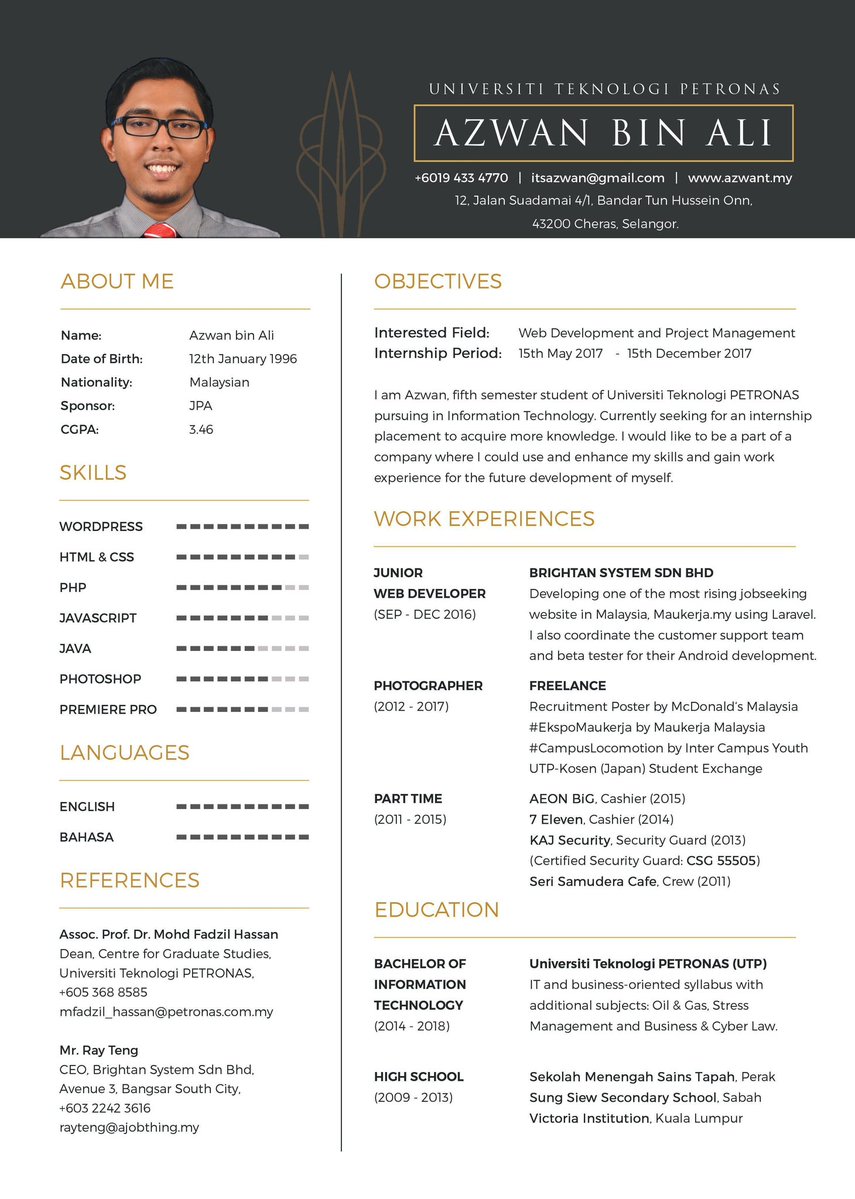 UNIVERSITI TEKNOLOGI PETRONAS
AZWAN BIN ALI
+6019 433 4770 | itsazwan@gmail.com | www.azwant.my
12, Jalan Suadamai 4/1, Bandar Tun Hussein Onn,
43200 Cheras, Selangor.
ABOUT ME
Name: Azwan bin Ali
Date of Birth: 12th January 1996
Nationality: Malaysian
Sponsor: JPA
CGPA: 3.46
SKILLS
WORDPRESS
HTML & CSS
PHP
JAVASCRIPT
JAVA
PHOTOSHOP
PREMIERE PRO
LANGUAGES
ENGLISH
BAHASA
REFERENCES
Assoc. Prof. Dr. Mohd Fadzil Hassan
Dean, Centre for Graduate Studies,
Universiti Teknologi PETRONAS,
+605 368 8585
mfadzil_hassan@petronas.com.my
Mr. Ray Teng
CEO, Brightan System Sdn Bhd,
Avenue 3, Bangsar South City,
+603 2242 3616
rayteng@ajobthing.my
OBJECTIVES
Interested Field: Web Development and Project Management
Internship Period: 15th May 2017 - 15th December 2017
I am Azwan, fifth semester student of Universiti Teknologi PETRONAS
pursuing in Information Technology. Currently seeking for an internship
placement to acquire more knowledge. I would like to be a part of a
company where I could use and enhance my skills and gain work
experience for the future development of myself.
WORK EXPERIENCES
JUNIOR
WEB DEVELOPER
(SEP - DEC 2016)
BRIGHTAN SYSTEM SDN BHD
Developing one of the most rising jobseeking
website in Malaysia, Maukerja.my using Laravel.
I also coordinate the customer support team
and beta tester for their Android development.
PHOTOGRAPHER
(2012 - 2017)
FREELANCE
Recruitment Poster by McDonald's Malaysia
#EkspoMaukerja by Maukerja Malaysia
#CampusLocomotion by Inter Campus Youth
UTP-Kosen (Japan) Student Exchange
PART TIME
(2011 - 2015)
AEON BiG, Cashier (2015)
7 Eleven, Cashier (2014)
KAJ Security, Security Guard (2013)
(Certified Security Guard: CSG 55505)
Seri Samudera Cafe, Crew (2011)
EDUCATION
BACHELOR OF
INFORMATION
TECHNOLOGY
(2014 - 2018)
Universiti Teknologi PETRONAS (UTP)
IT and business-oriented syllabus with
additional subjects: Oil & Gas, Stress
Management and Business & Cyber Law.
HIGH SCHOOL
(2009 - 2013)
Sekolah Menengah Sains Tapah, Perak
Sung Siew Secondary School, Sabah
Victoria Institution, Kuala Lumpur